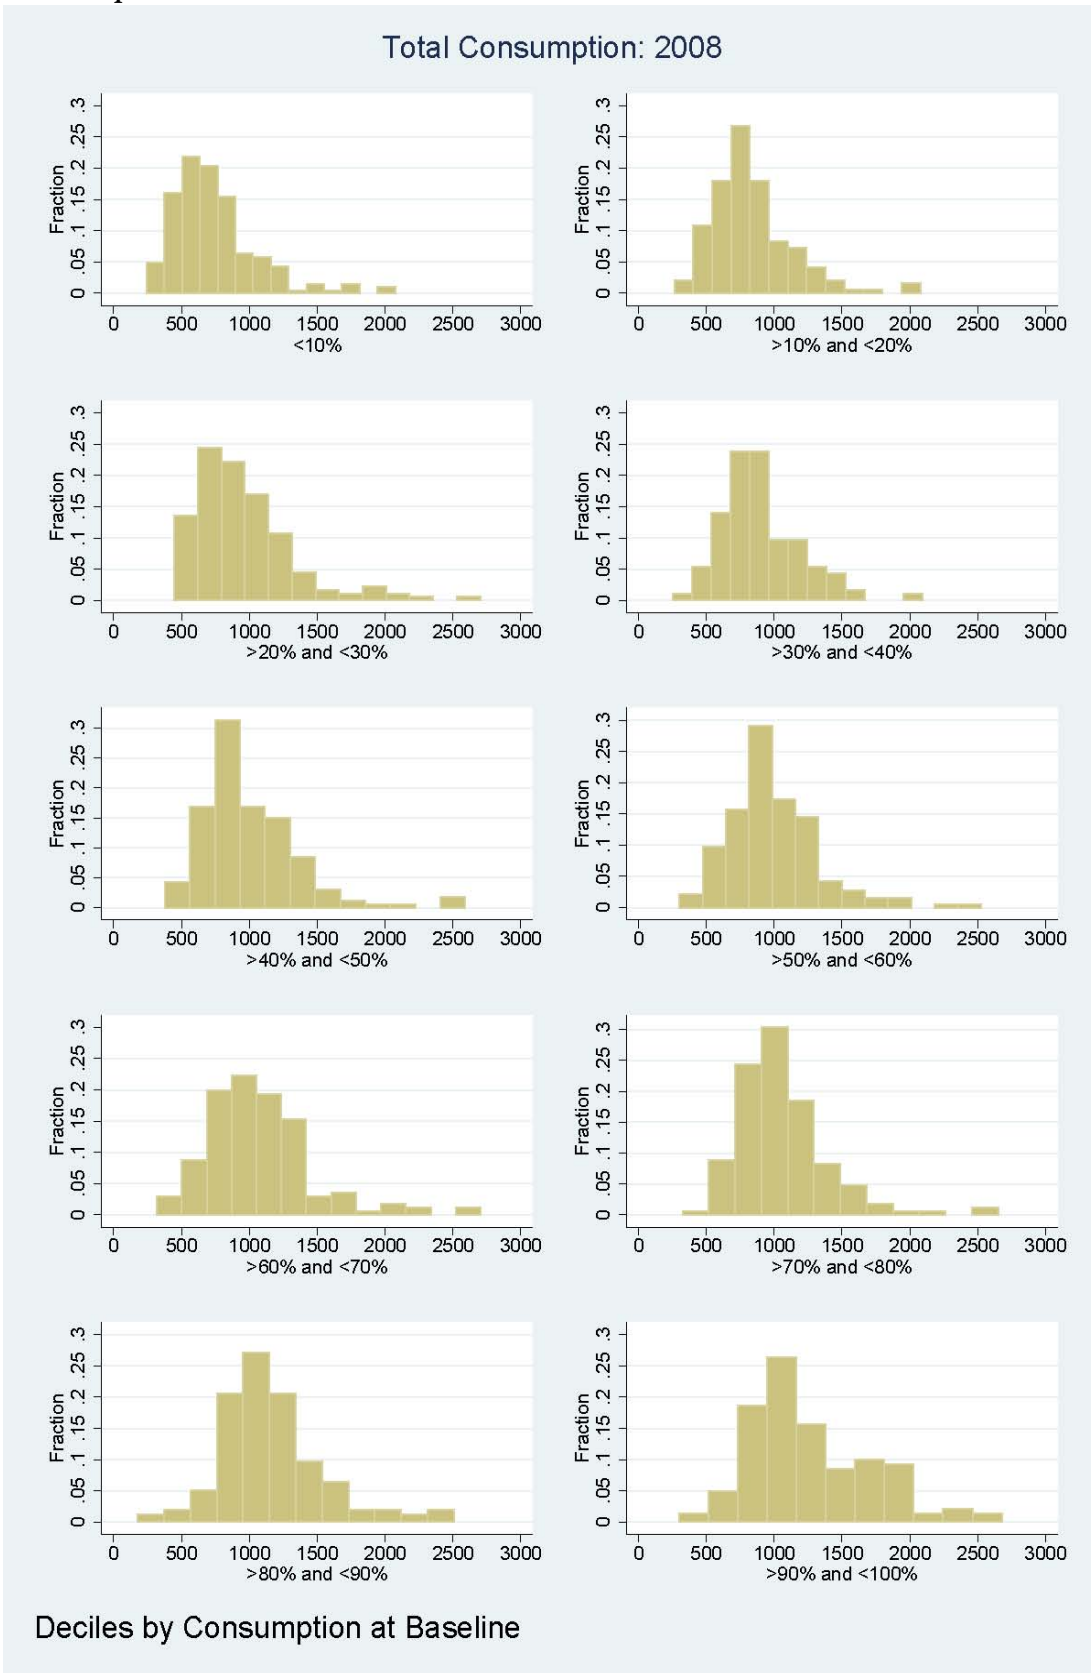 Total Consumption: 2008
Fraction
0 .05 .1 .15 .2 .25 .3
0 500 1000 1500 2000 2500 3000
<10%
Fraction
0 .05 .1 .15 .2 .25 .3
0 500 1000 1500 2000 2500 3000
>10% and <20%
Fraction
0 .05 .1 .15 .2 .25 .3
0 500 1000 1500 2000 2500 3000
>20% and <30%
Fraction
0 .05 .1 .15 .2 .25 .3
0 500 1000 1500 2000 2500 3000
>30% and <40%
Fraction
0 .05 .1 .15 .2 .25 .3
0 500 1000 1500 2000 2500 3000
>40% and <50%
Fraction
0 .05 .1 .15 .2 .25 .3
0 500 1000 1500 2000 2500 3000
>50% and <60%
Fraction
0 .05 .1 .15 .2 .25 .3
0 500 1000 1500 2000 2500 3000
>60% and <70%
Fraction
0 .05 .1 .15 .2 .25 .3
0 500 1000 1500 2000 2500 3000
>70% and <80%
Fraction
0 .05 .1 .15 .2 .25 .3
0 500 1000 1500 2000 2500 3000
>80% and <90%
Fraction
0 .05 .1 .15 .2 .25 .3
0 500 1000 1500 2000 2500 3000
>90% and <100%
Deciles by Consumption at Baseline